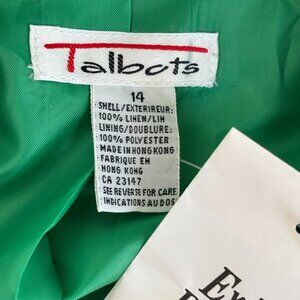 Talbots
14
SHELL/EXTERIREUR:
100% LINEN/LIN
LINING/DOUBLURE:
100% POLYESTER
MADE IN HONG KONG
FABRIQUE EN
HONG KONG
CA 23147
SEE REVERSE FOR CARE
INDICATIONS AU DOS